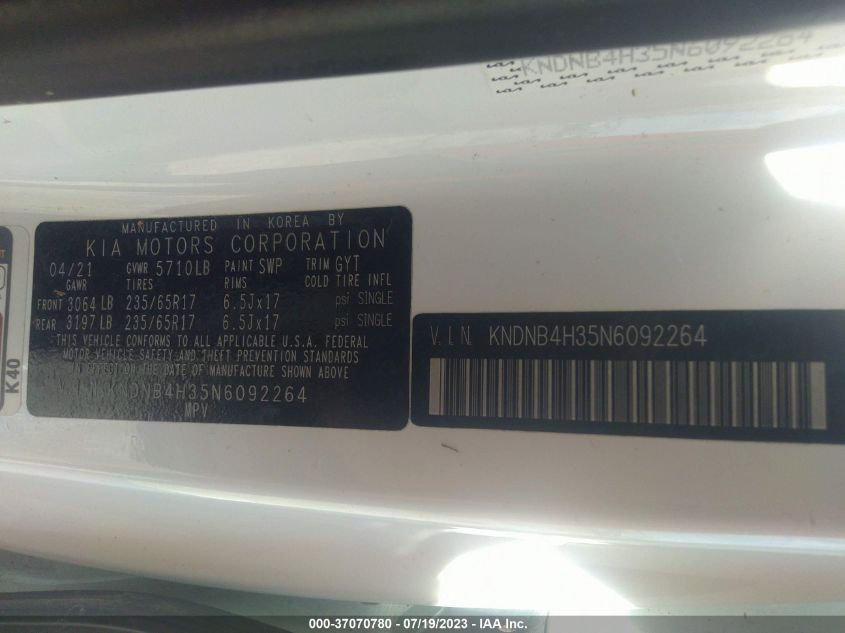 KNDNB4H35N6092264
MANUFACTURED IN KOREA BY
KIA MOTORS CORPORATION
04/21 GVWR 5710LB PAINT SWP TRIM GYT
GAWR TIRES RIMS COLD TIRE INFL
FRONT 3064 LB 235/65R17 6.5Jx17 psi SINGLE
REAR 3197 LB 235/65R17 6.5Jx17 psi SINGLE
THIS VEHICLE CONFORMS TO ALL APPLICABLE U.S.A. FEDERAL
MOTOR VEHICLE SAFETY AND THEFT PREVENTION STANDARDS
IN EFFECT ON THE DATE OF MANUFACTURE SHOWN ABOVE
KNDNB4H35N6092264
MPV
V.I.N. KNDNB4H35N6092264
K40
000-37070780 - 07/19/2023 - IAA Inc.